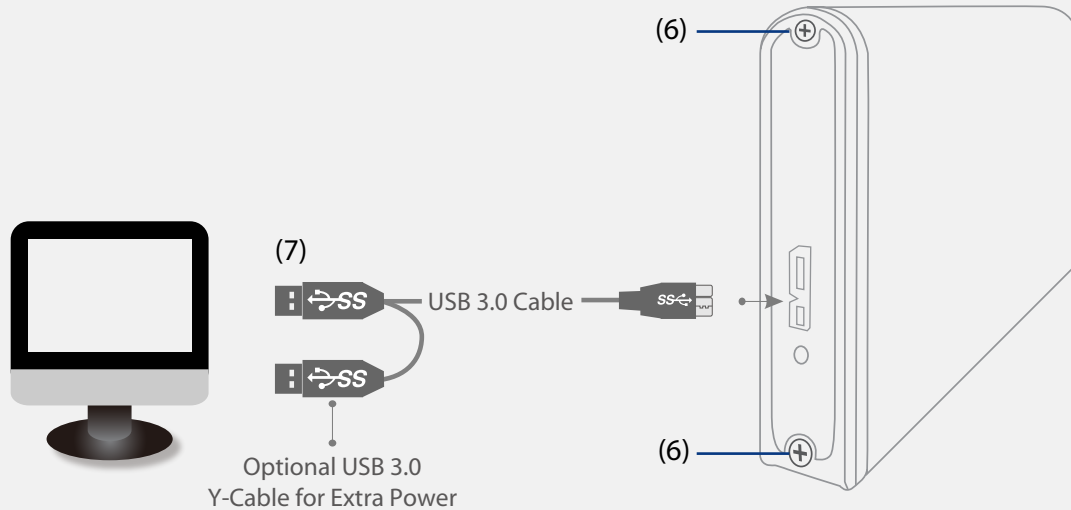 (6)
(7)
SS
USB 3.0 Cable
SS
SS
Optional USB 3.0
Y-Cable for Extra Power
(6)